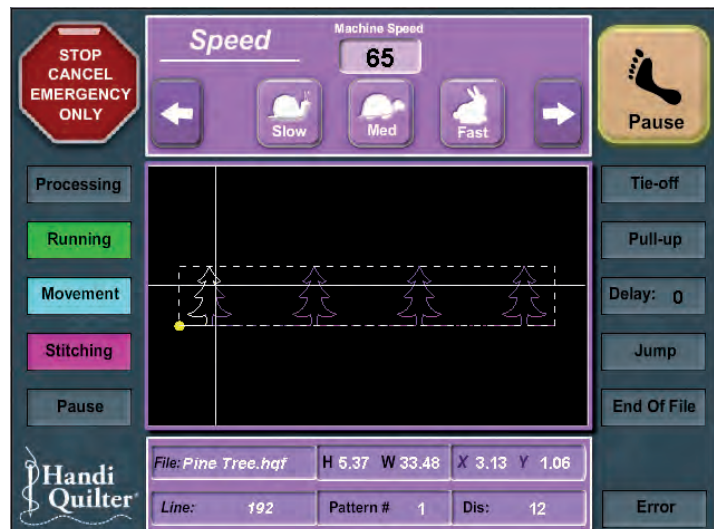 STOP
CANCEL
EMERGENCY
ONLY
Speed
Machine Speed
65
Slow
Med
Fast
Pause
Processing
Running
Movement
Stitching
Pause
Tie-off
Pull-up
Delay: 0
Jump
End Of File
Error
File: Pine Tree.hqf
H 5.37 W 33.48
X 3.13 Y 1.06
Line: 192
Pattern # 1
Dis: 12
Handi
Quilter